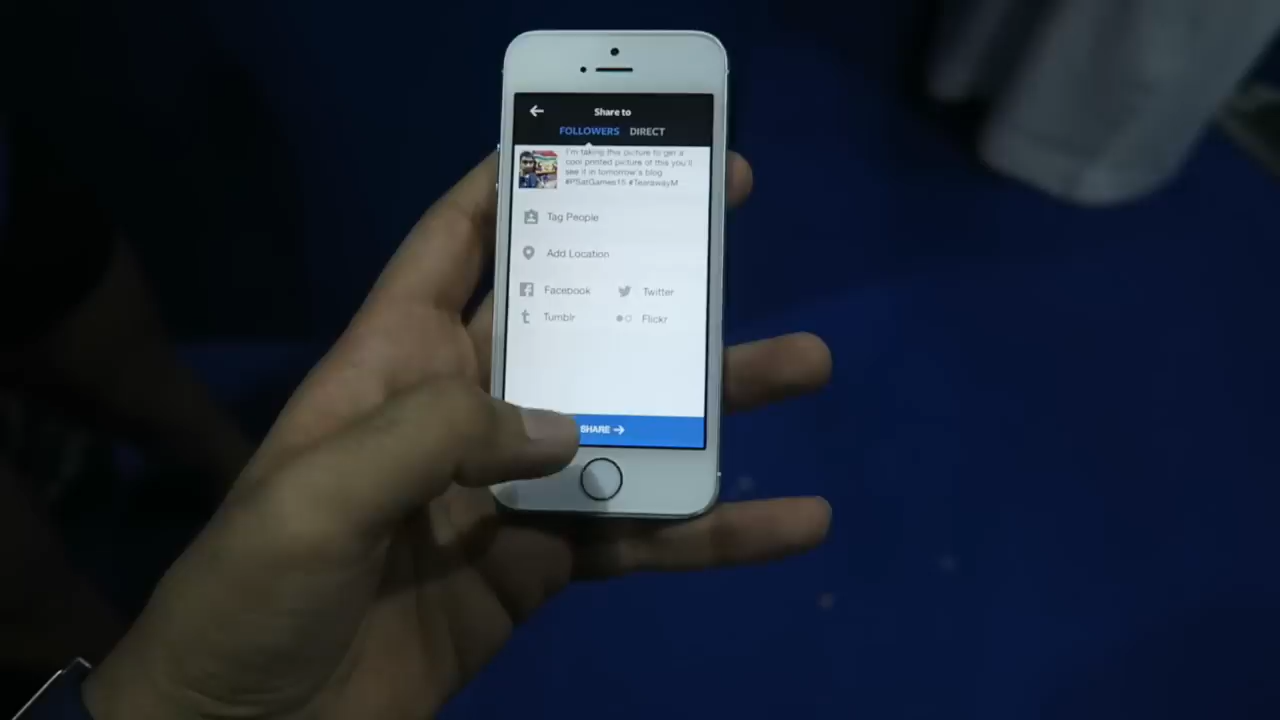 Share to
FOLLOWERS DIRECT
I'm taking this picture to get a
cool printed picture of this you'll
see it in tomorrow's blog
#PSatGames15 #TearawayM
Tag People
Add Location
Facebook Twitter
Tumblr Flickr
SHARE